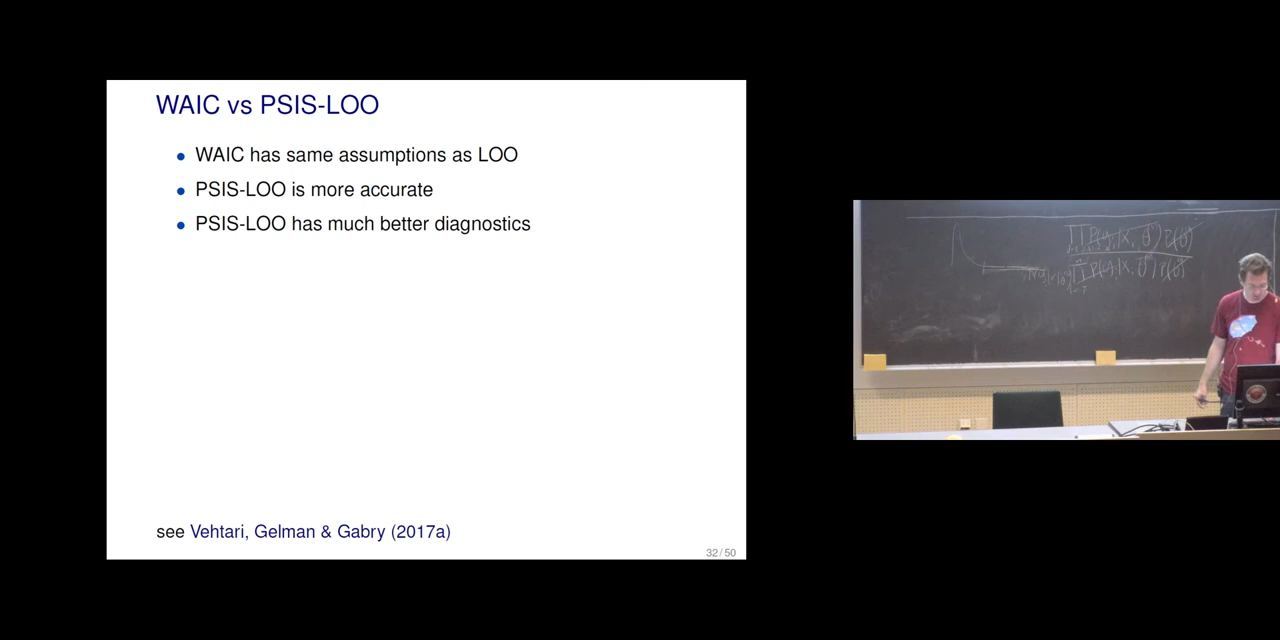 WAIC vs PSIS-LOO
• WAIC has same assumptions as LOO
• PSIS-LOO is more accurate
• PSIS-LOO has much better diagnostics
see Vehtari, Gelman & Gabry (2017a)
32 / 50